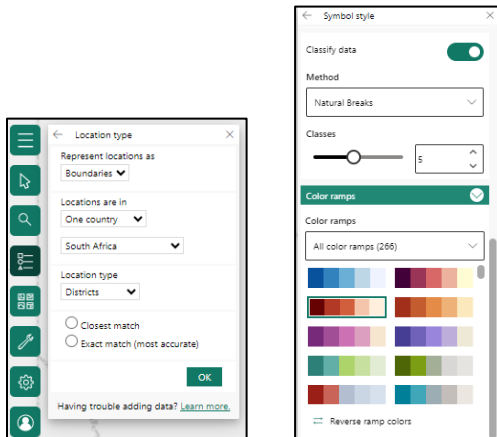 Location type
Represent locations as
Boundaries
Locations are in
One country
South Africa
Location type
Districts
Closest match
Exact match (most accurate)
OK
Having trouble adding data? Learn more.
Symbol style
Classify data
Method
Natural Breaks
Classes
5
Color ramps
Color ramps
All color ramps (266)
Reverse ramp colors